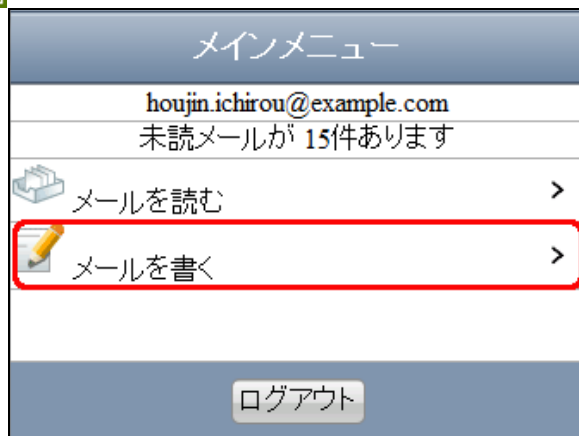 メインメニュー
houjin.ichirou@example.com
未読メールが 15件あります
メールを読む >
メールを書く >
ログアウト